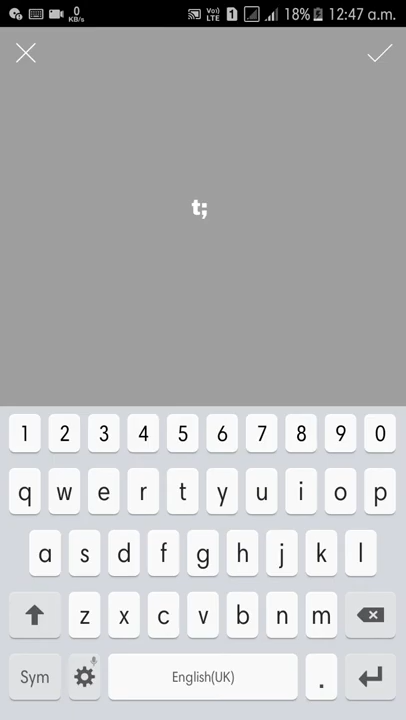 0
KB/s
Vo))
LTE
1
18%
12:47 a.m.
t;
1 2 3 4 5 6 7 8 9 0
q w e r t y u i o p
a s d f g h j k l
z x c v b n m
Sym
English(UK)
.